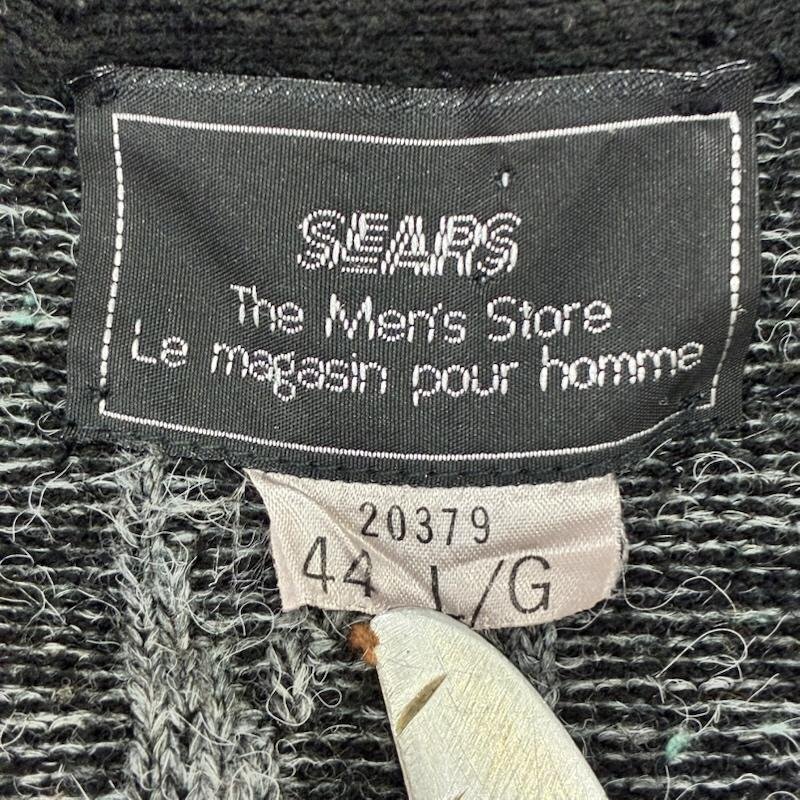 SEARS
The Men's Store
Le magasin pour homme
20379
44 L/G